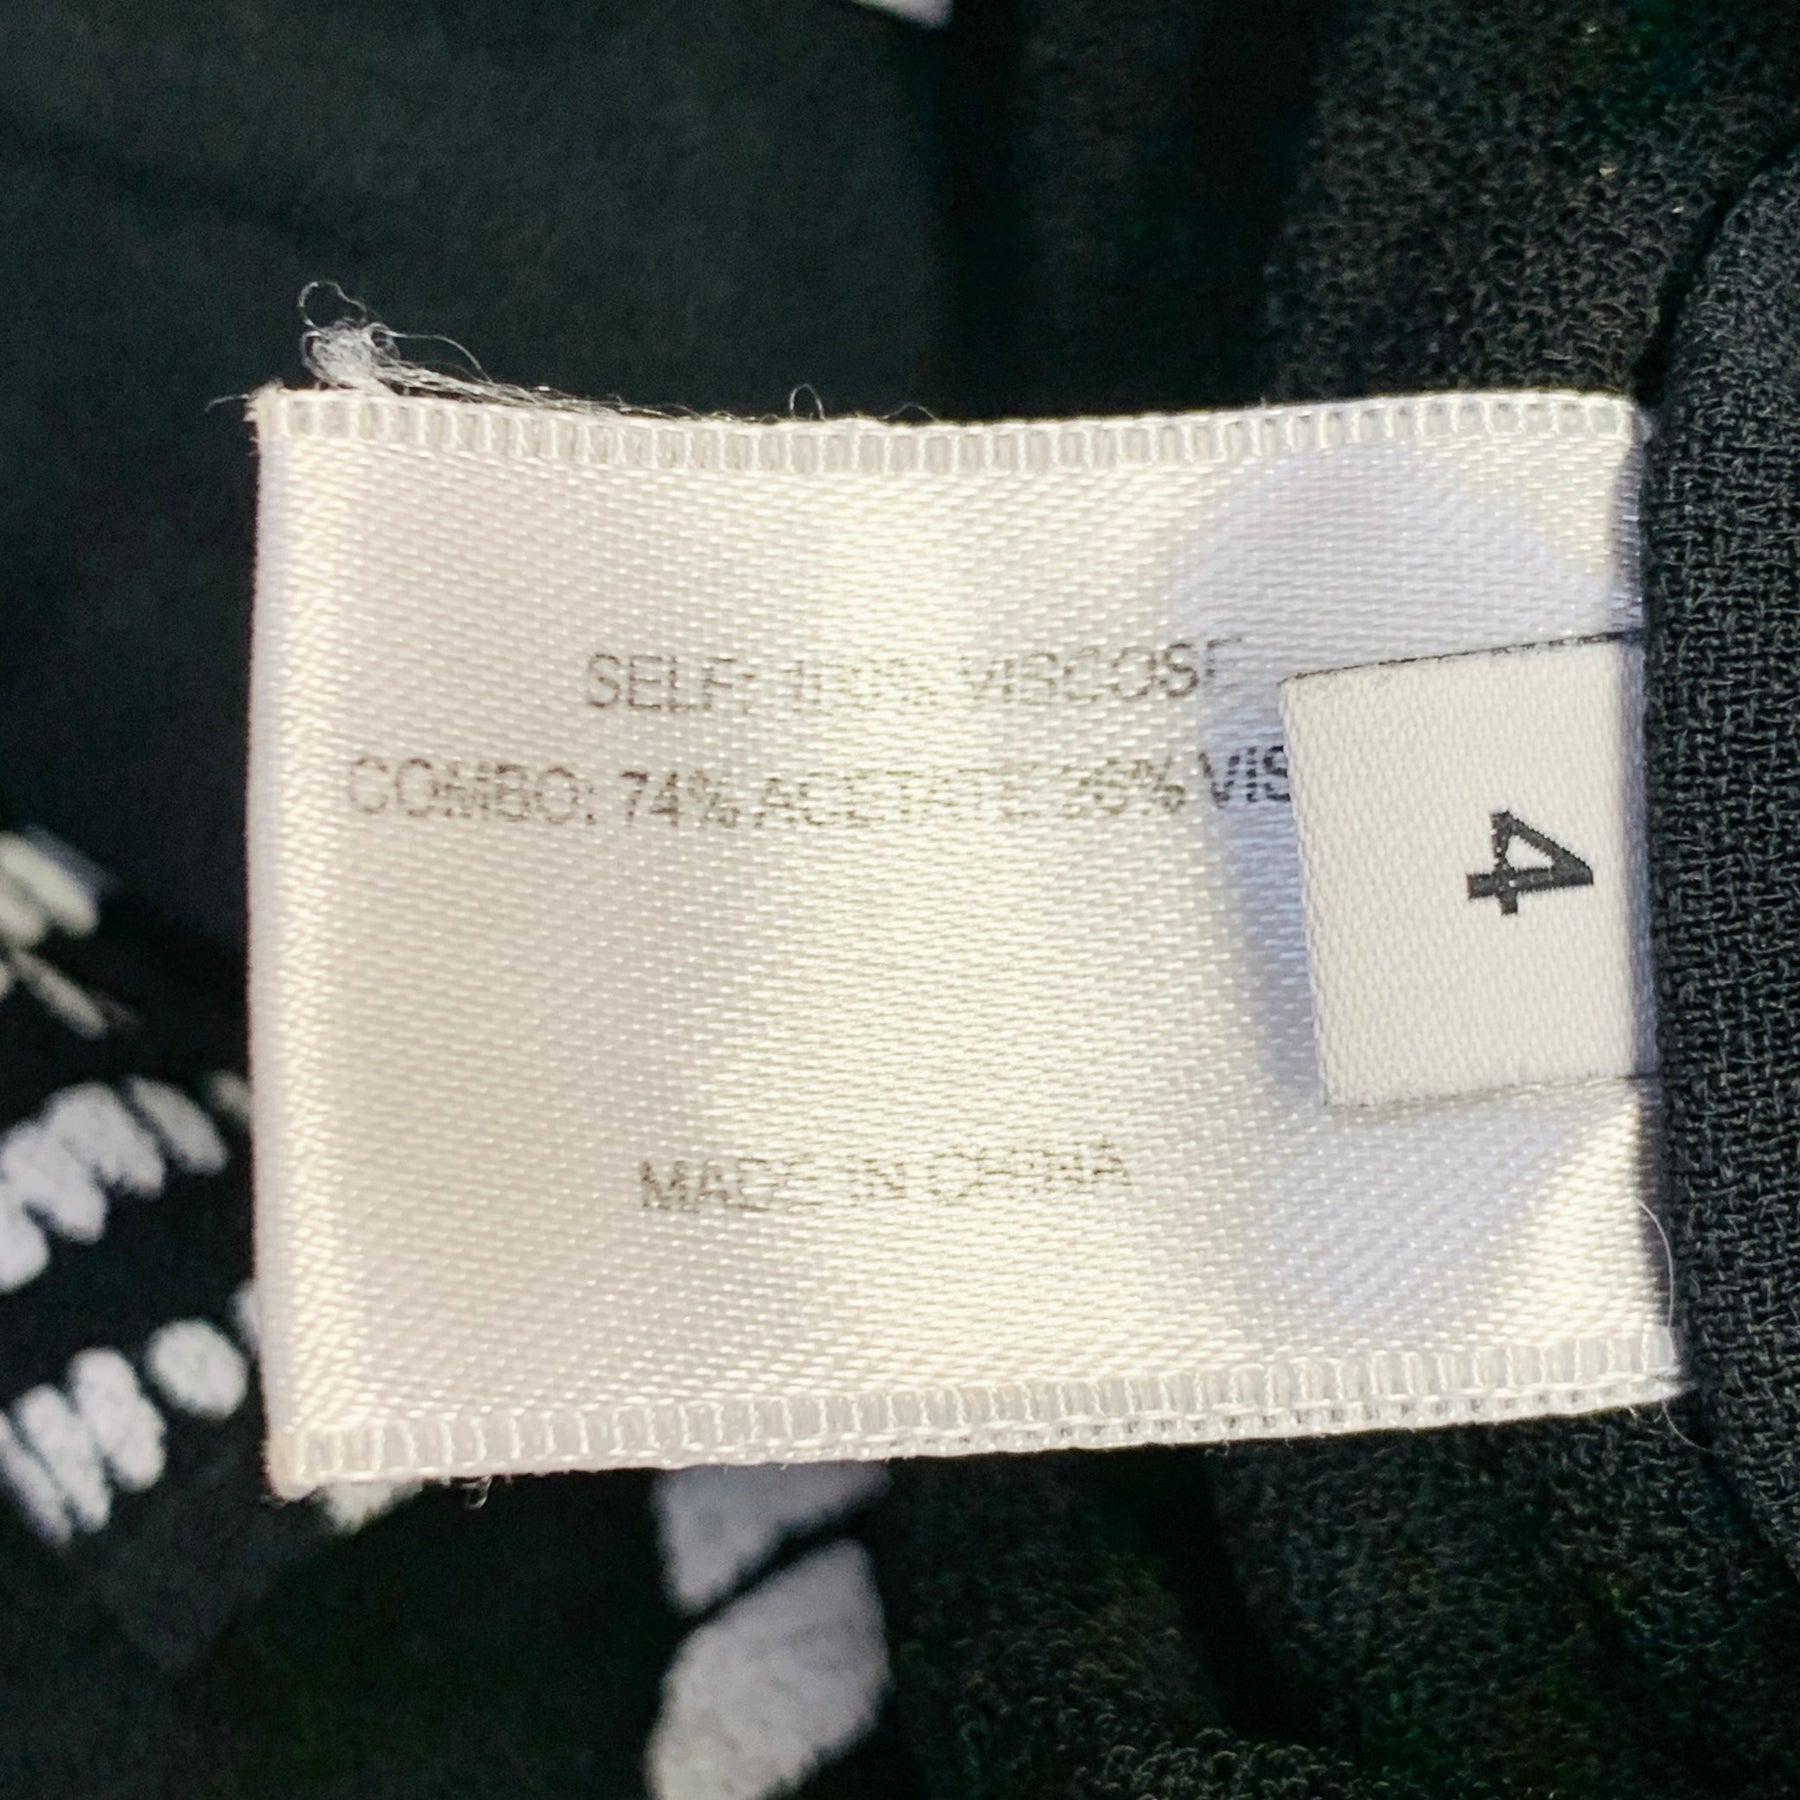 SELF: 100% VISCOSE
COMBO: 74% ACETATE 26% VIS
4
MADE IN CHINA